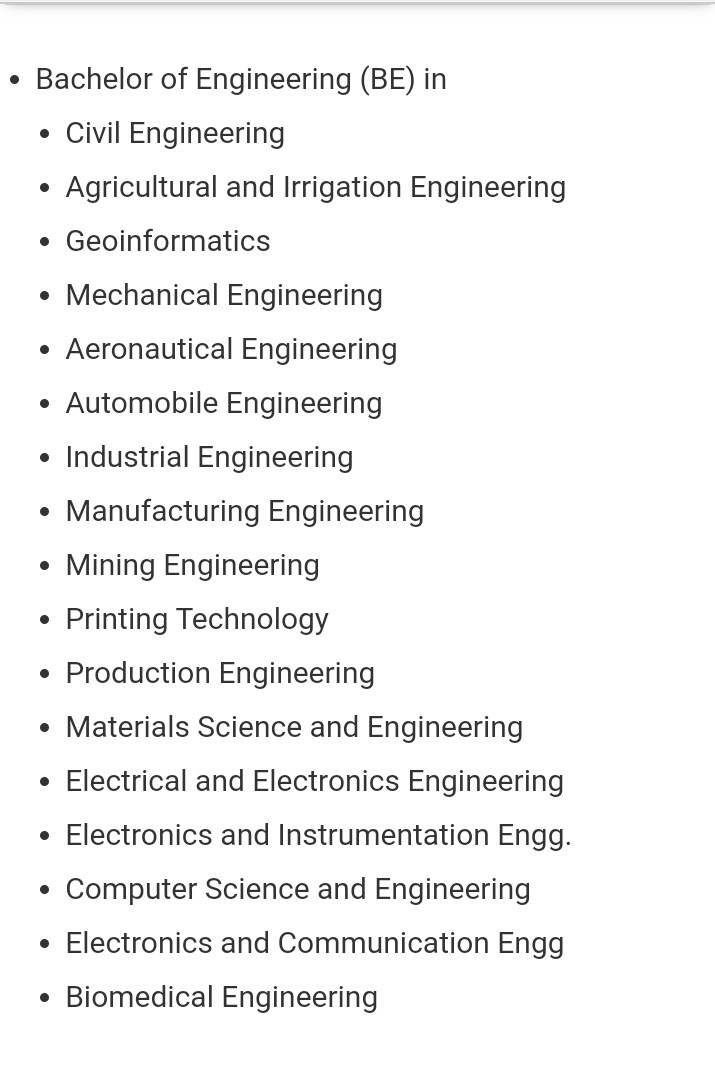 Bachelor of Engineering (BE) in
Civil Engineering
Agricultural and Irrigation Engineering
Geoinformatics
Mechanical Engineering
Aeronautical Engineering
Automobile Engineering
Industrial Engineering
Manufacturing Engineering
Mining Engineering
Printing Technology
Production Engineering
Materials Science and Engineering
Electrical and Electronics Engineering
Electronics and Instrumentation Engg.
Computer Science and Engineering
Electronics and Communication Engg
Biomedical Engineering